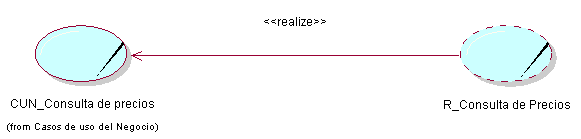 <<realize>>
CUN_Consulta de precios
R_Consulta de Precios
(from Casos de uso del Negocio)